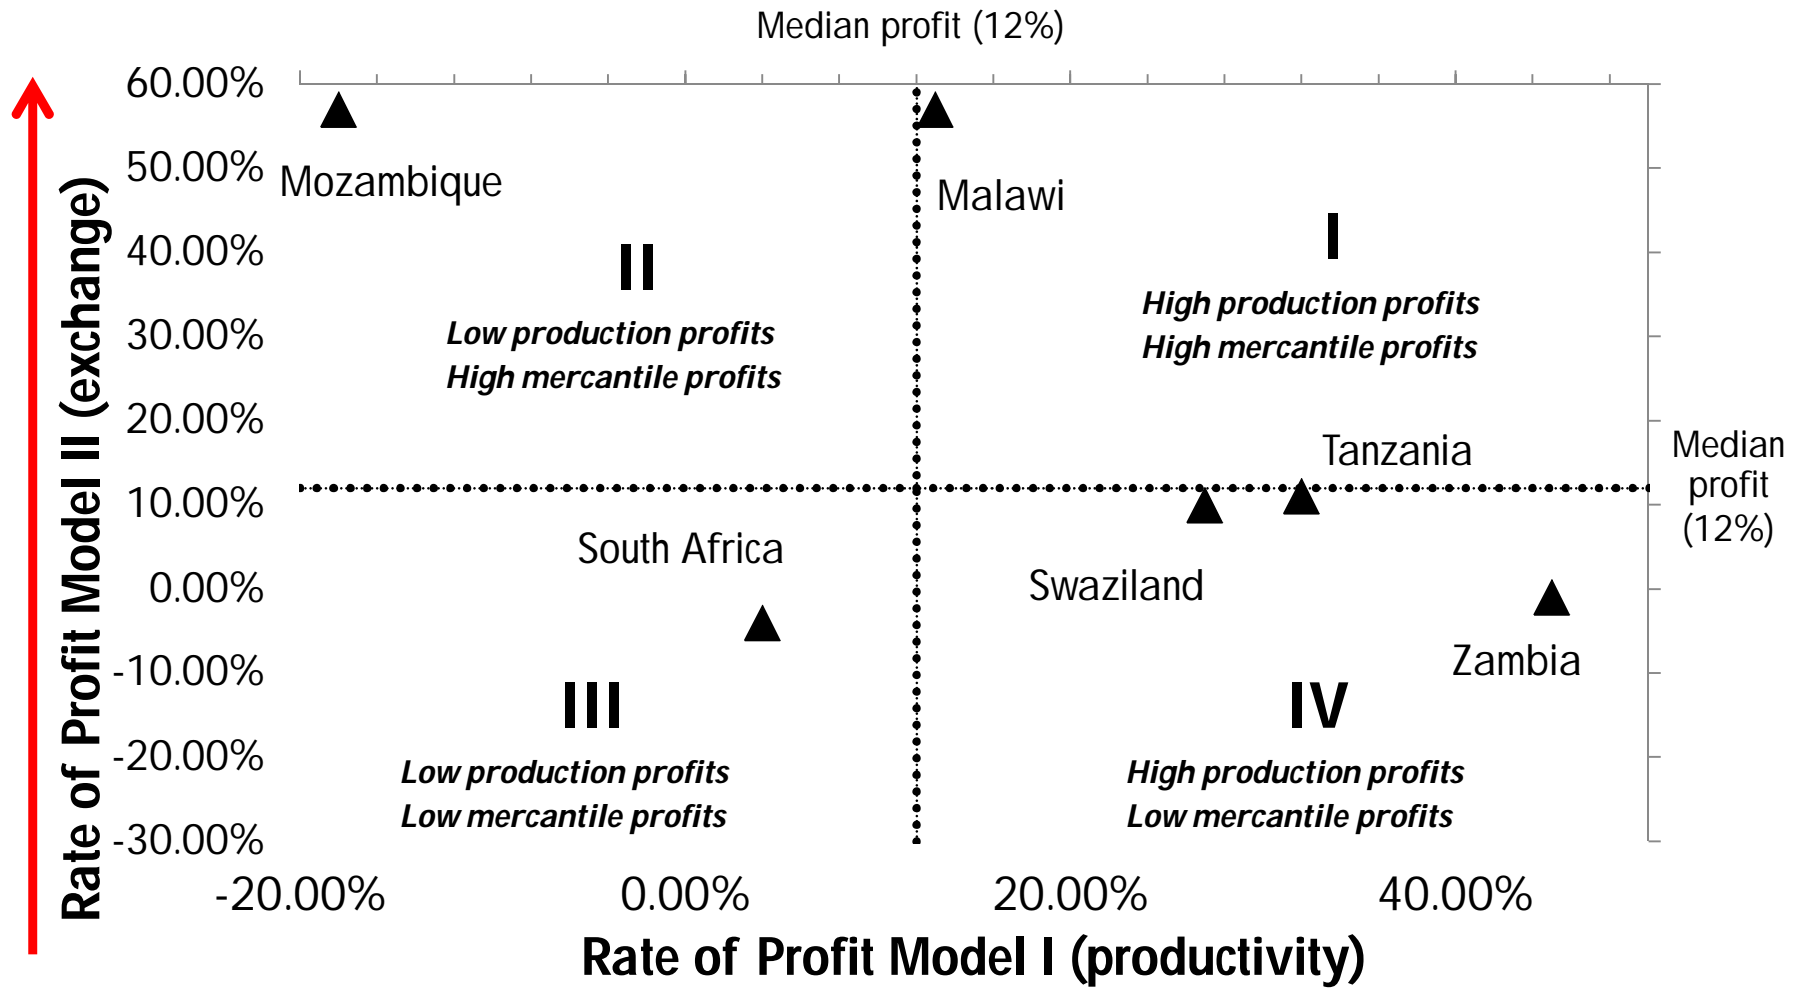 Median profit (12%)
60.00%
50.00%
40.00%
30.00%
20.00%
10.00%
0.00%
-10.00%
-20.00%
-30.00%
Rate of Profit Model II (exchange)
Mozambique
Malawi
II
Low production profits
High mercantile profits
I
High production profits
High mercantile profits
Tanzania
Median
profit
(12%)
South Africa
Swaziland
Zambia
III
Low production profits
Low mercantile profits
IV
High production profits
Low mercantile profits
-20.00%
0.00%
20.00%
40.00%
Rate of Profit Model I (productivity)